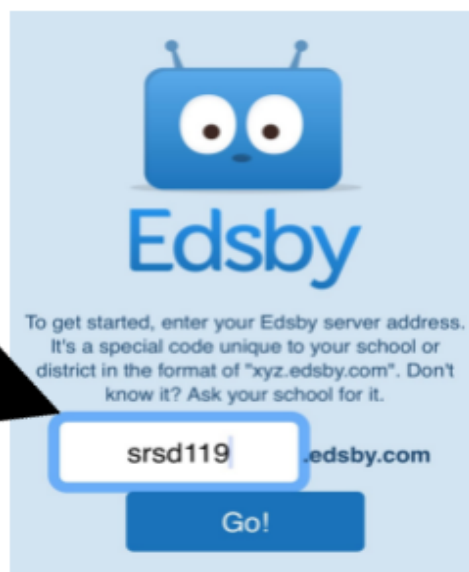 Edsby
To get started, enter your Edsby server address.
It's a special code unique to your school or
district in the format of "xyz.edsby.com". Don't
know it? Ask your school for it.
srsd119 .edsby.com
Go!